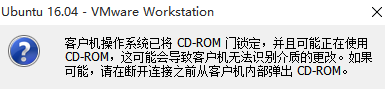 Ubuntu 16.04 - VMware Workstation
客户机操作系统已将 CD-ROM 门锁定，并且可能正在使用
CD-ROM，这可能会导致客户机无法识别介质的更改。如果
可能，请在断开连接之前从客户机内部弹出 CD-ROM。